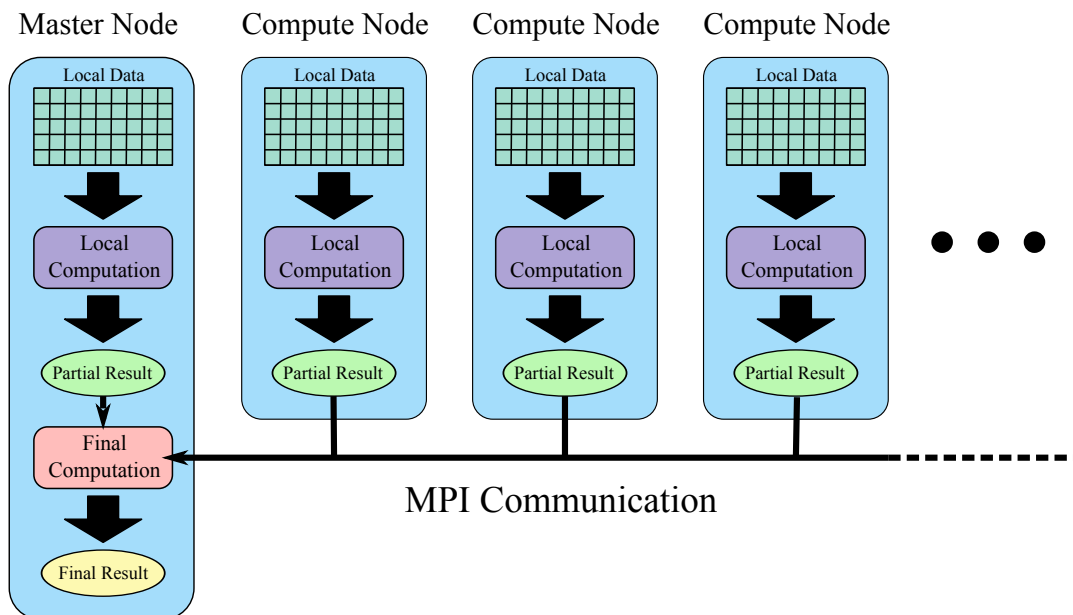 Master Node
Compute Node
Compute Node
Compute Node
Local Data
Local Data
Local Data
Local Data
Local
Computation
Local
Computation
Local
Computation
Local
Computation
Partial Result
Partial Result
Partial Result
Partial Result
Final
Computation
MPI Communication
Final Result